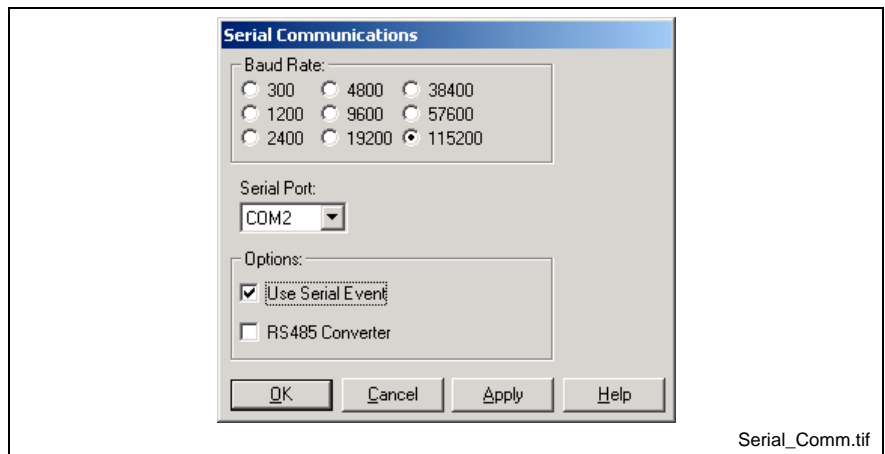 Serial Communications
Baud Rate:
300 4800 38400
1200 9600 57600
2400 19200 115200
Serial Port:
COM2
Options:
Use Serial Event
RS485 Converter
OK Cancel Apply Help
Serial_Comm.tif